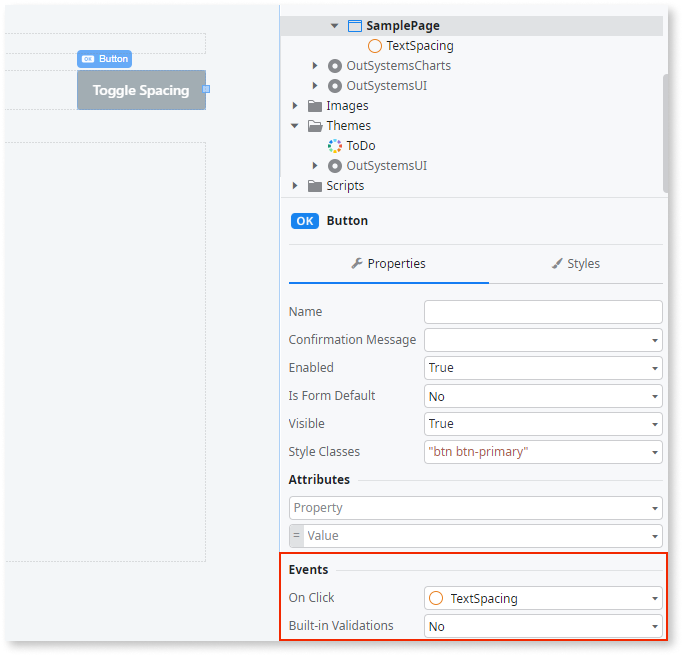 OK Button
Toggle Spacing
SamplePage
TextSpacing
OutSystemsCharts
OutSystemsUI
Images
Themes
ToDo
OutSystemsUI
Scripts
OK Button
Properties Styles
Name
Confirmation Message
Enabled True
Is Form Default No
Visible True
Style Classes "btn btn-primary"
Attributes
Property
= Value
Events
On Click TextSpacing
Built-in Validations No